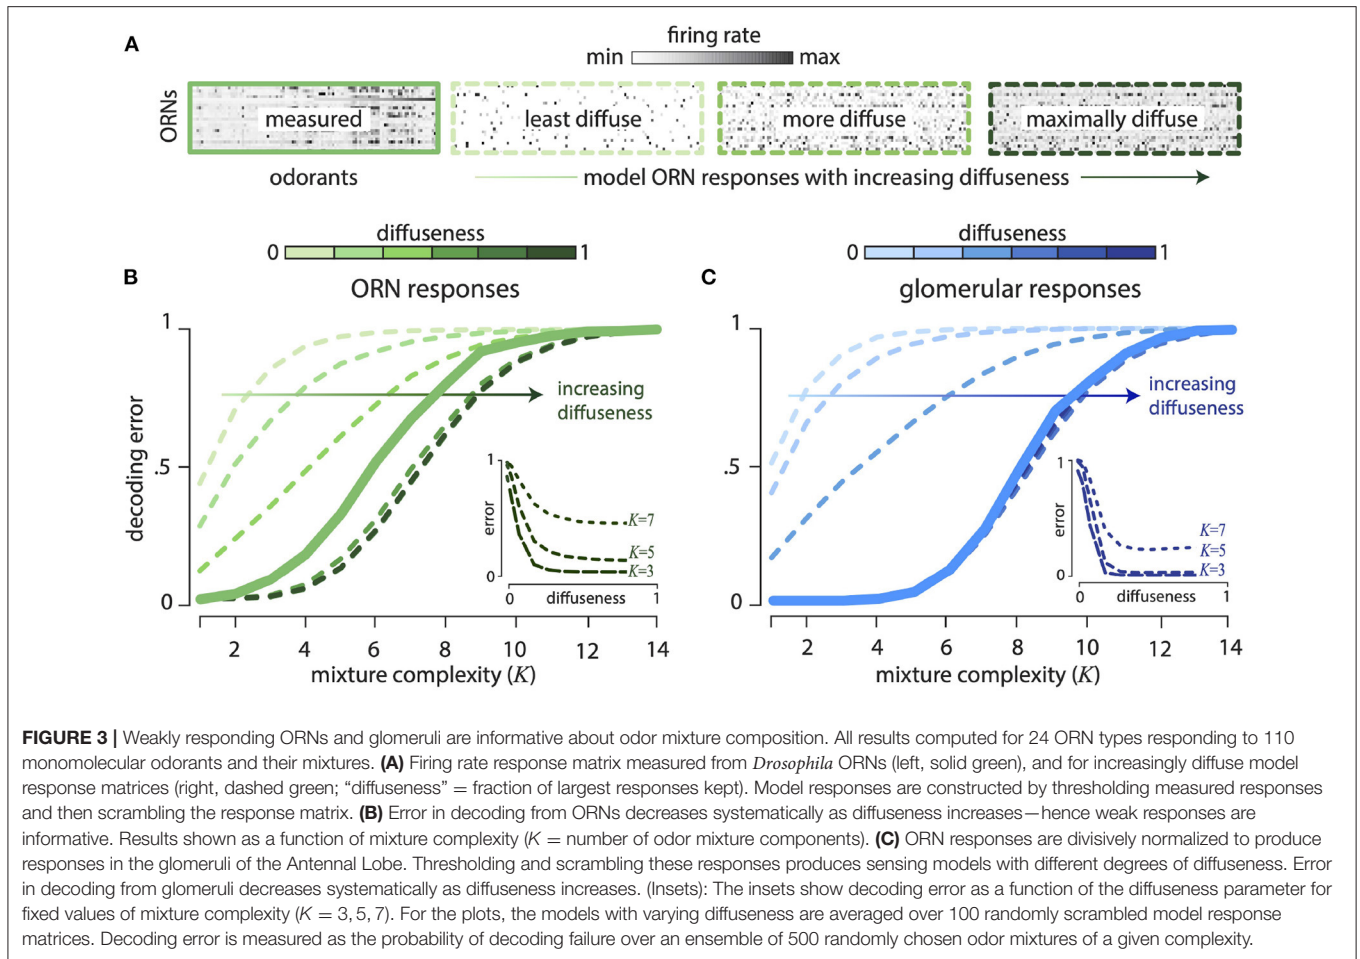 A
firing rate
min max
ORNs
measured
least diffuse
more diffuse
maximally diffuse
odorants
model ORN responses with increasing diffuseness
diffuseness
0 1
B
ORN responses
1
.5
0
decoding error
increasing
diffuseness
1
error
0
K=7
K=5
K=3
0 diffuseness 1
2 4 6 8 10 12 14
mixture complexity (K)
diffuseness
0 1
C
glomerular responses
1
.5
0
increasing
diffuseness
1
error
0
K=7
K=5
K=3
0 diffuseness 1
2 4 6 8 10 12 14
mixture complexity (K)
FIGURE 3 | Weakly responding ORNs and glomeruli are informative about odor mixture composition. All results computed for 24 ORN types responding to 110
monomolecular odorants and their mixtures. (A) Firing rate response matrix measured from Drosophila ORNs (left, solid green), and for increasingly diffuse model
response matrices (right, dashed green; “diffuseness” = fraction of largest responses kept). Model responses are constructed by thresholding measured responses
and then scrambling the response matrix. (B) Error in decoding from ORNs decreases systematically as diffuseness increases—hence weak responses are
informative. Results shown as a function of mixture complexity (K = number of odor mixture components). (C) ORN responses are divisively normalized to produce
responses in the glomeruli of the Antennal Lobe. Thresholding and scrambling these responses produces sensing models with different degrees of diffuseness. Error
in decoding from glomeruli decreases systematically as diffuseness increases. (Insets): The insets show decoding error as a function of the diffuseness parameter for
fixed values of mixture complexity (K = 3, 5, 7). For the plots, the models with varying diffuseness are averaged over 100 randomly scrambled model response
matrices. Decoding error is measured as the probability of decoding failure over an ensemble of 500 randomly chosen odor mixtures of a given complexity.